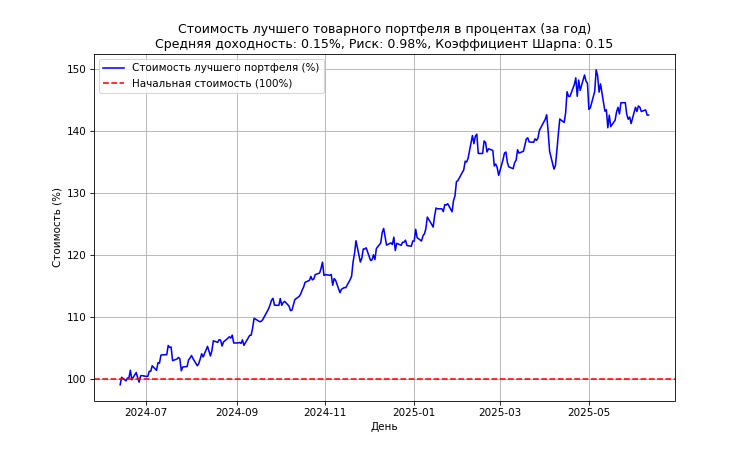 Стоимость лучшего товарного портфеля в процентах (за год)
Средняя доходность: 0.15%, Риск: 0.98%, Коэффициент Шарпа: 0.15
Стоимость лучшего портфеля (%)
Начальная стоимость (100%)
150
140
130
120
110
100
Стоимость (%)
2024-07
2024-09
2024-11
2025-01
2025-03
2025-05
День